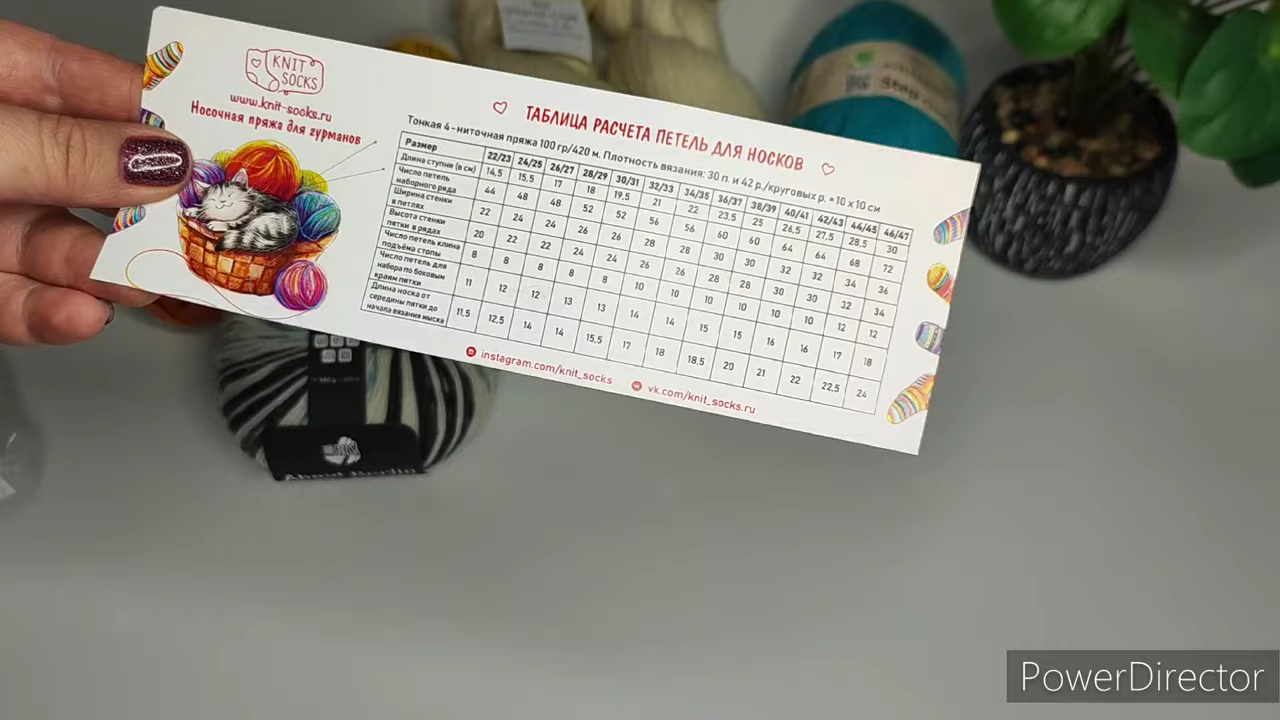 KNIT
SOCKS
www.knit-socks.ru
Носочная пряжа для гурманов
ТАБЛИЦА РАСЧЕТА ПЕТЕЛЬ ДЛЯ НОСКОВ
Тонкая 4-ниточная пряжа 100 гр/420 м. Плотность вязания: 30 п. и 42 р./круговых р. = 10 х 10 см
Размер 22/23 24/25 26/27 28/29 30/31 32/33 34/35 36/37 38/39 40/41 42/43 44/45 46/47
Длина ступни (в см) 14,5 15,5 17 18 19,5 21 22 23,5 25 26,5 27,5 28,5 30
Число петель
наборного ряда 44 48 48 52 52 56 56 60 60 64 64 68 72
Ширина стенки
в петлях 22 24 24 26 26 28 28 30 30 32 32 34 36
Высота стенки
пятки в рядах 20 22 22 24 24 26 26 28 28 30 30 32 34
Число петель клина
подъёма стопы 8 8 8 8 8 10 10 10 10 10 10 12 12
Число петель для
набора по боковым
краям пятки 11 12 12 13 13 14 14 15 15 16 16 17 18
Длина носка от
середины пятки до
начала вязания мыска 11,5 12,5 14 14 15,5 17 18 18,5 20 21 22 22,5 24
instagram.com/knit_socks
vk.com/knit_socks.ru
About Berlin
PowerDirector